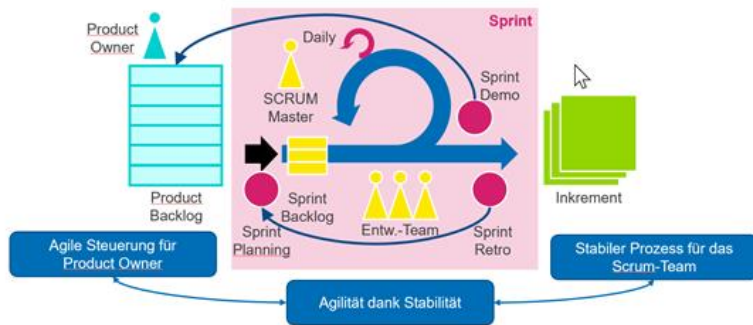 Product
Owner
Sprint
Daily
SCRUM
Master
Sprint
Demo
Product
Backlog
Sprint
Planning
Sprint
Backlog
Entw.-Team
Sprint
Retro
Inkrement
Agile Steuerung für
Product Owner
Agilität dank Stabilität
Stabiler Prozess für das
Scrum-Team